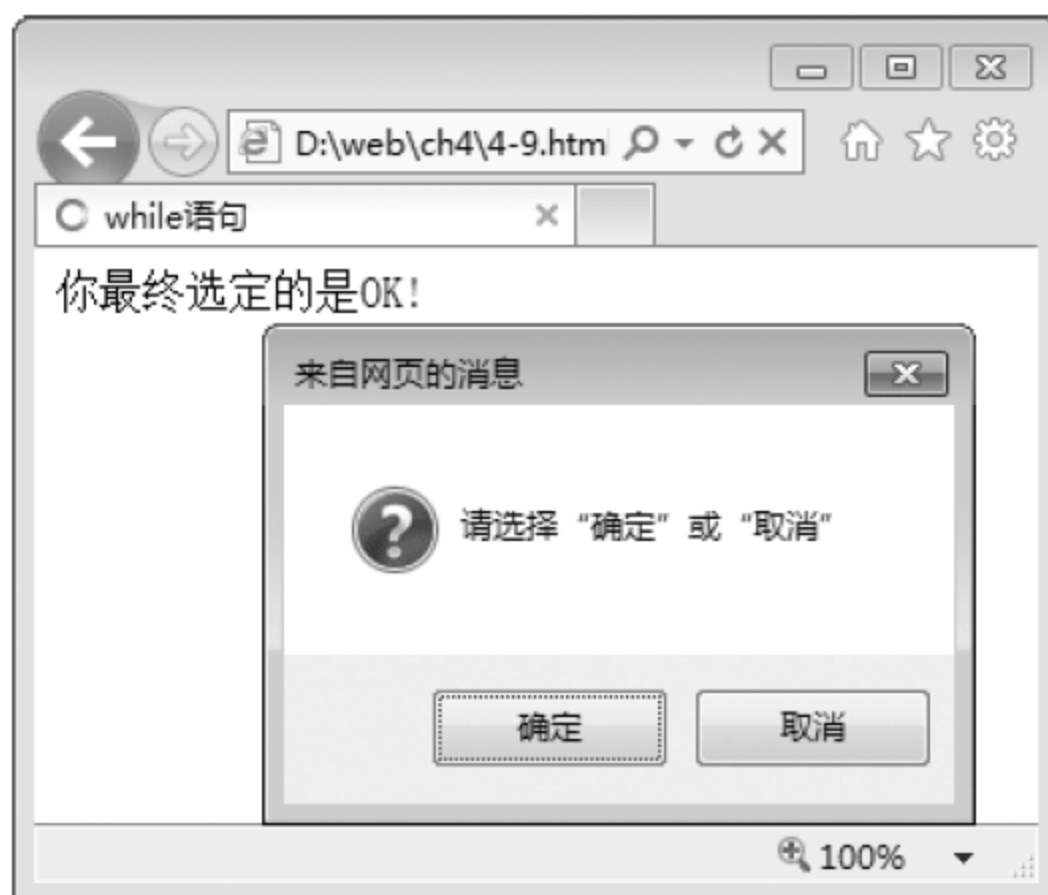 D:\web\ch4\4-9.htm
while语句
你最终选定的是OK!
来自网页的消息
请选择“确定”或“取消”
确定 取消
100%